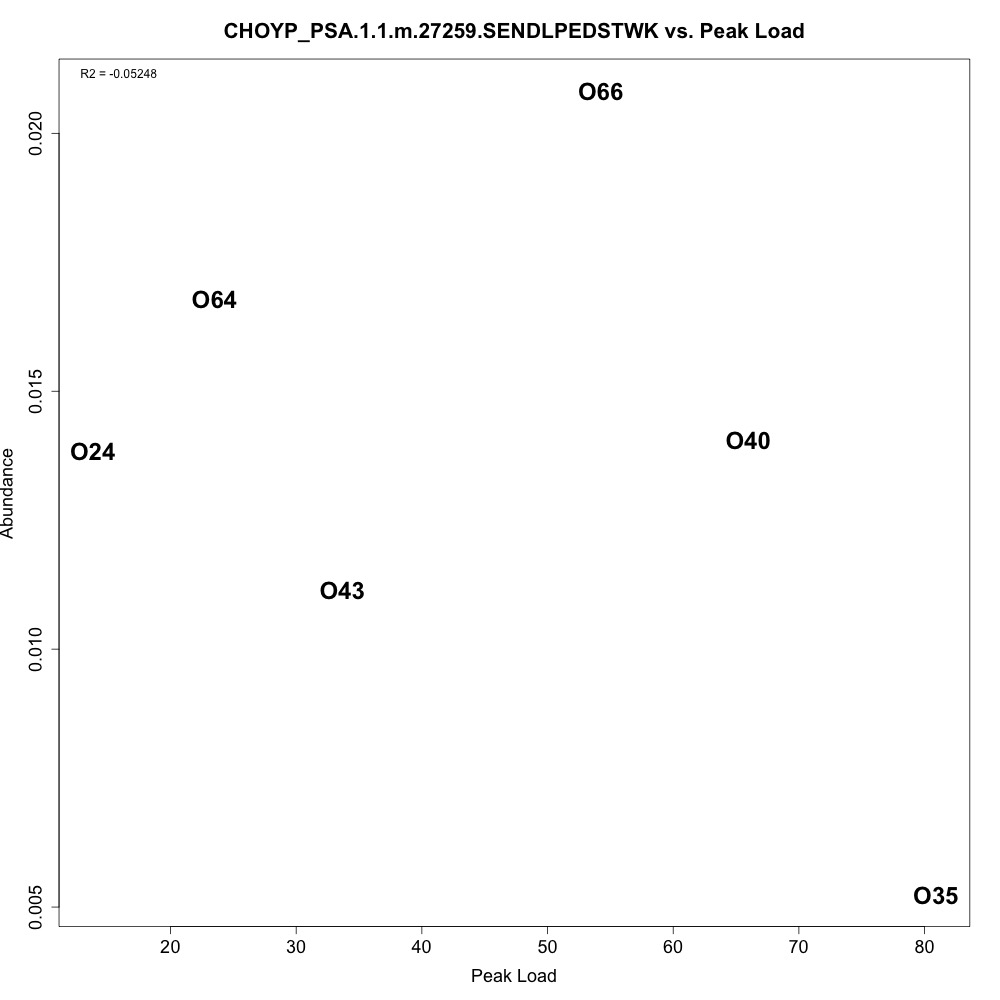 CHOYP_PSA.1.1.m.27259.SENDLPEDSTWK vs. Peak Load
R2 = -0.05248
O66
0.020
O64
0.015
O40
O24
Abundance
O43
0.010
O35
0.005
20 30 40 50 60 70 80
Peak Load